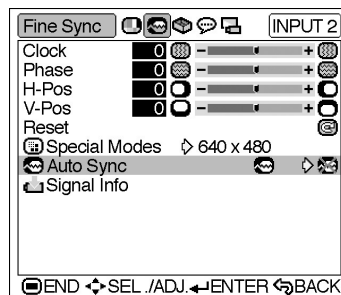 Fine Sync INPUT 2
Clock 0 − +
Phase 0 − +
H-Pos 0 − +
V-Pos 0 − +
Reset
Special Modes 640 x 480
Auto Sync
Signal Info
END SEL./ADJ. ENTER BACK